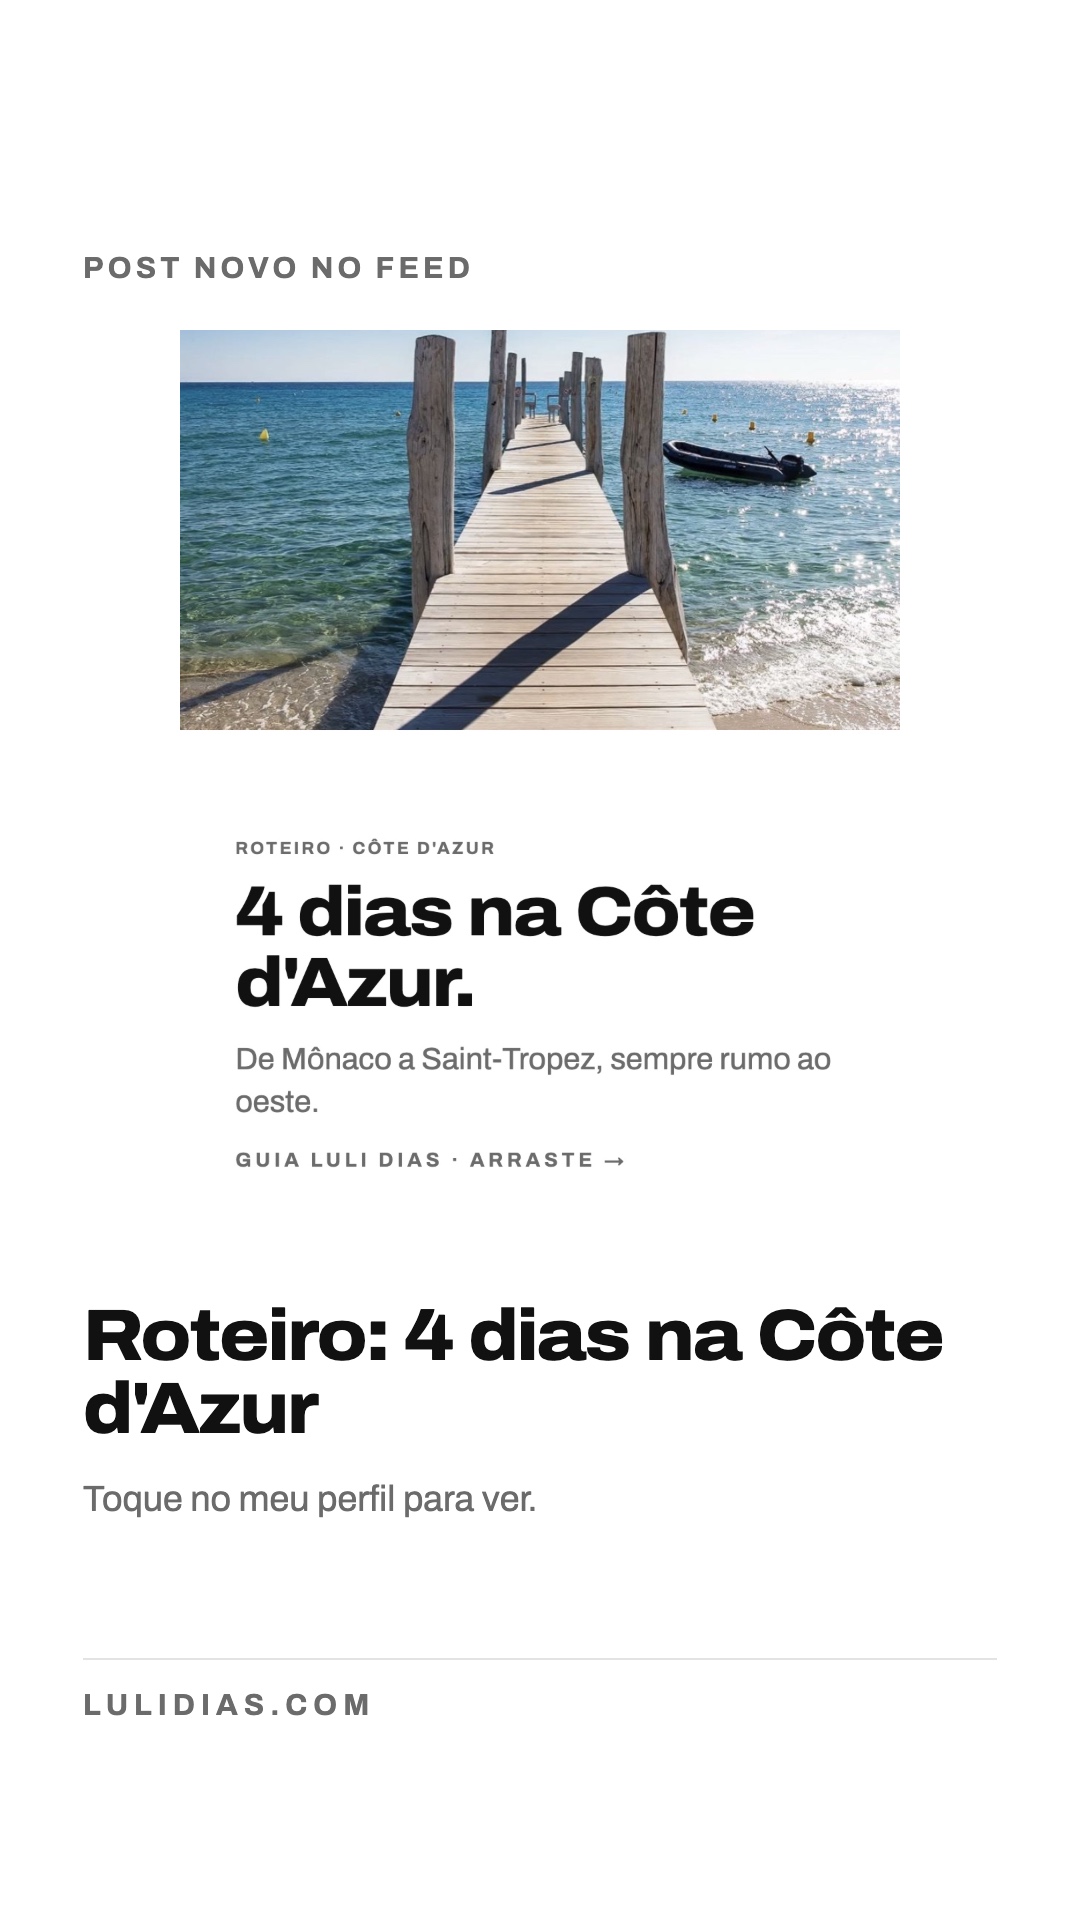 POST NOVO NO FEED
ROTEIRO · CÔTE D'AZUR
4 dias na Côte
d'Azur.
De Mônaco a Saint-Tropez, sempre rumo ao
oeste.
GUIA LULI DIAS · ARRASTE →
Roteiro: 4 dias na Côte
d'Azur
Toque no meu perfil para ver.
LULIDIAS.COM